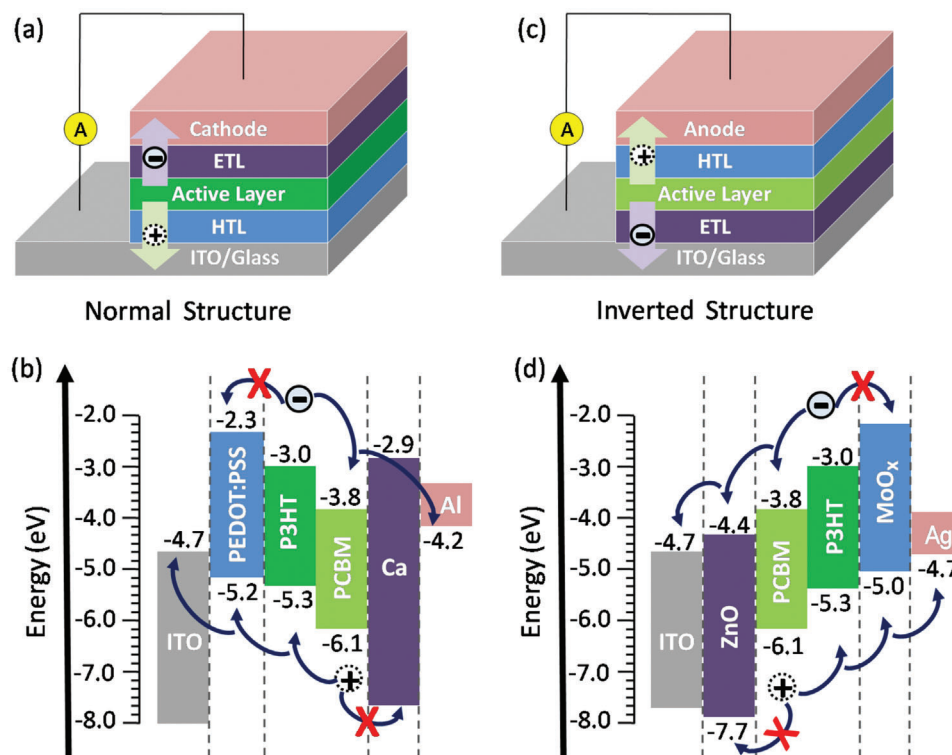 (a)
A
Cathode
ETL
Active Layer
HTL
ITO/Glass
Normal Structure
(c)
A
Anode
HTL
Active Layer
ETL
ITO/Glass
Inverted Structure
(b)
Energy (eV)
-2.0
-3.0
-4.0
-5.0
-6.0
-7.0
-8.0
-4.7
ITO
-2.3
PEDOT:PSS
-5.2
-3.0
P3HT
-5.3
-3.8
PCBM
-6.1
-2.9
Ca
Al
-4.2
X
X
−
+
(d)
Energy (eV)
-2.0
-3.0
-4.0
-5.0
-6.0
-7.0
-8.0
-4.7
ITO
-4.4
ZnO
-7.7
-3.8
PCBM
-6.1
-3.0
P3HT
-5.3
MoOx
-5.0
Ag
-4.7
X
X
−
+